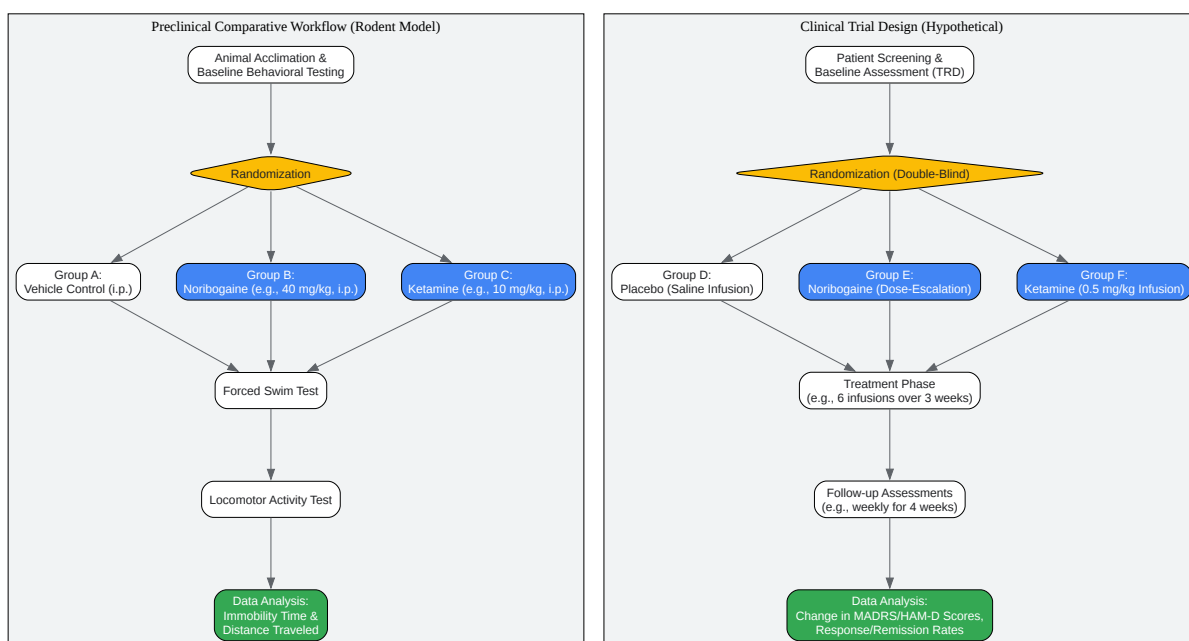 Preclinical Comparative Workflow (Rodent Model)
Animal Acclimation &
Baseline Behavioral Testing
Randomization
Group A:
Vehicle Control (i.p.)
Group B:
Noribogaine (e.g., 40 mg/kg, i.p.)
Group C:
Ketamine (e.g., 10 mg/kg, i.p.)
Forced Swim Test
Locomotor Activity Test
Data Analysis:
Immobility Time &
Distance Traveled
Clinical Trial Design (Hypothetical)
Patient Screening &
Baseline Assessment (TRD)
Randomization (Double-Blind)
Group D:
Placebo (Saline Infusion)
Group E:
Noribogaine (Dose-Escalation)
Group F:
Ketamine (0.5 mg/kg Infusion)
Treatment Phase
(e.g., 6 infusions over 3 weeks)
Follow-up Assessments
(e.g., weekly for 4 weeks)
Data Analysis:
Change in MADRS/HAM-D Scores,
Response/Remission Rates